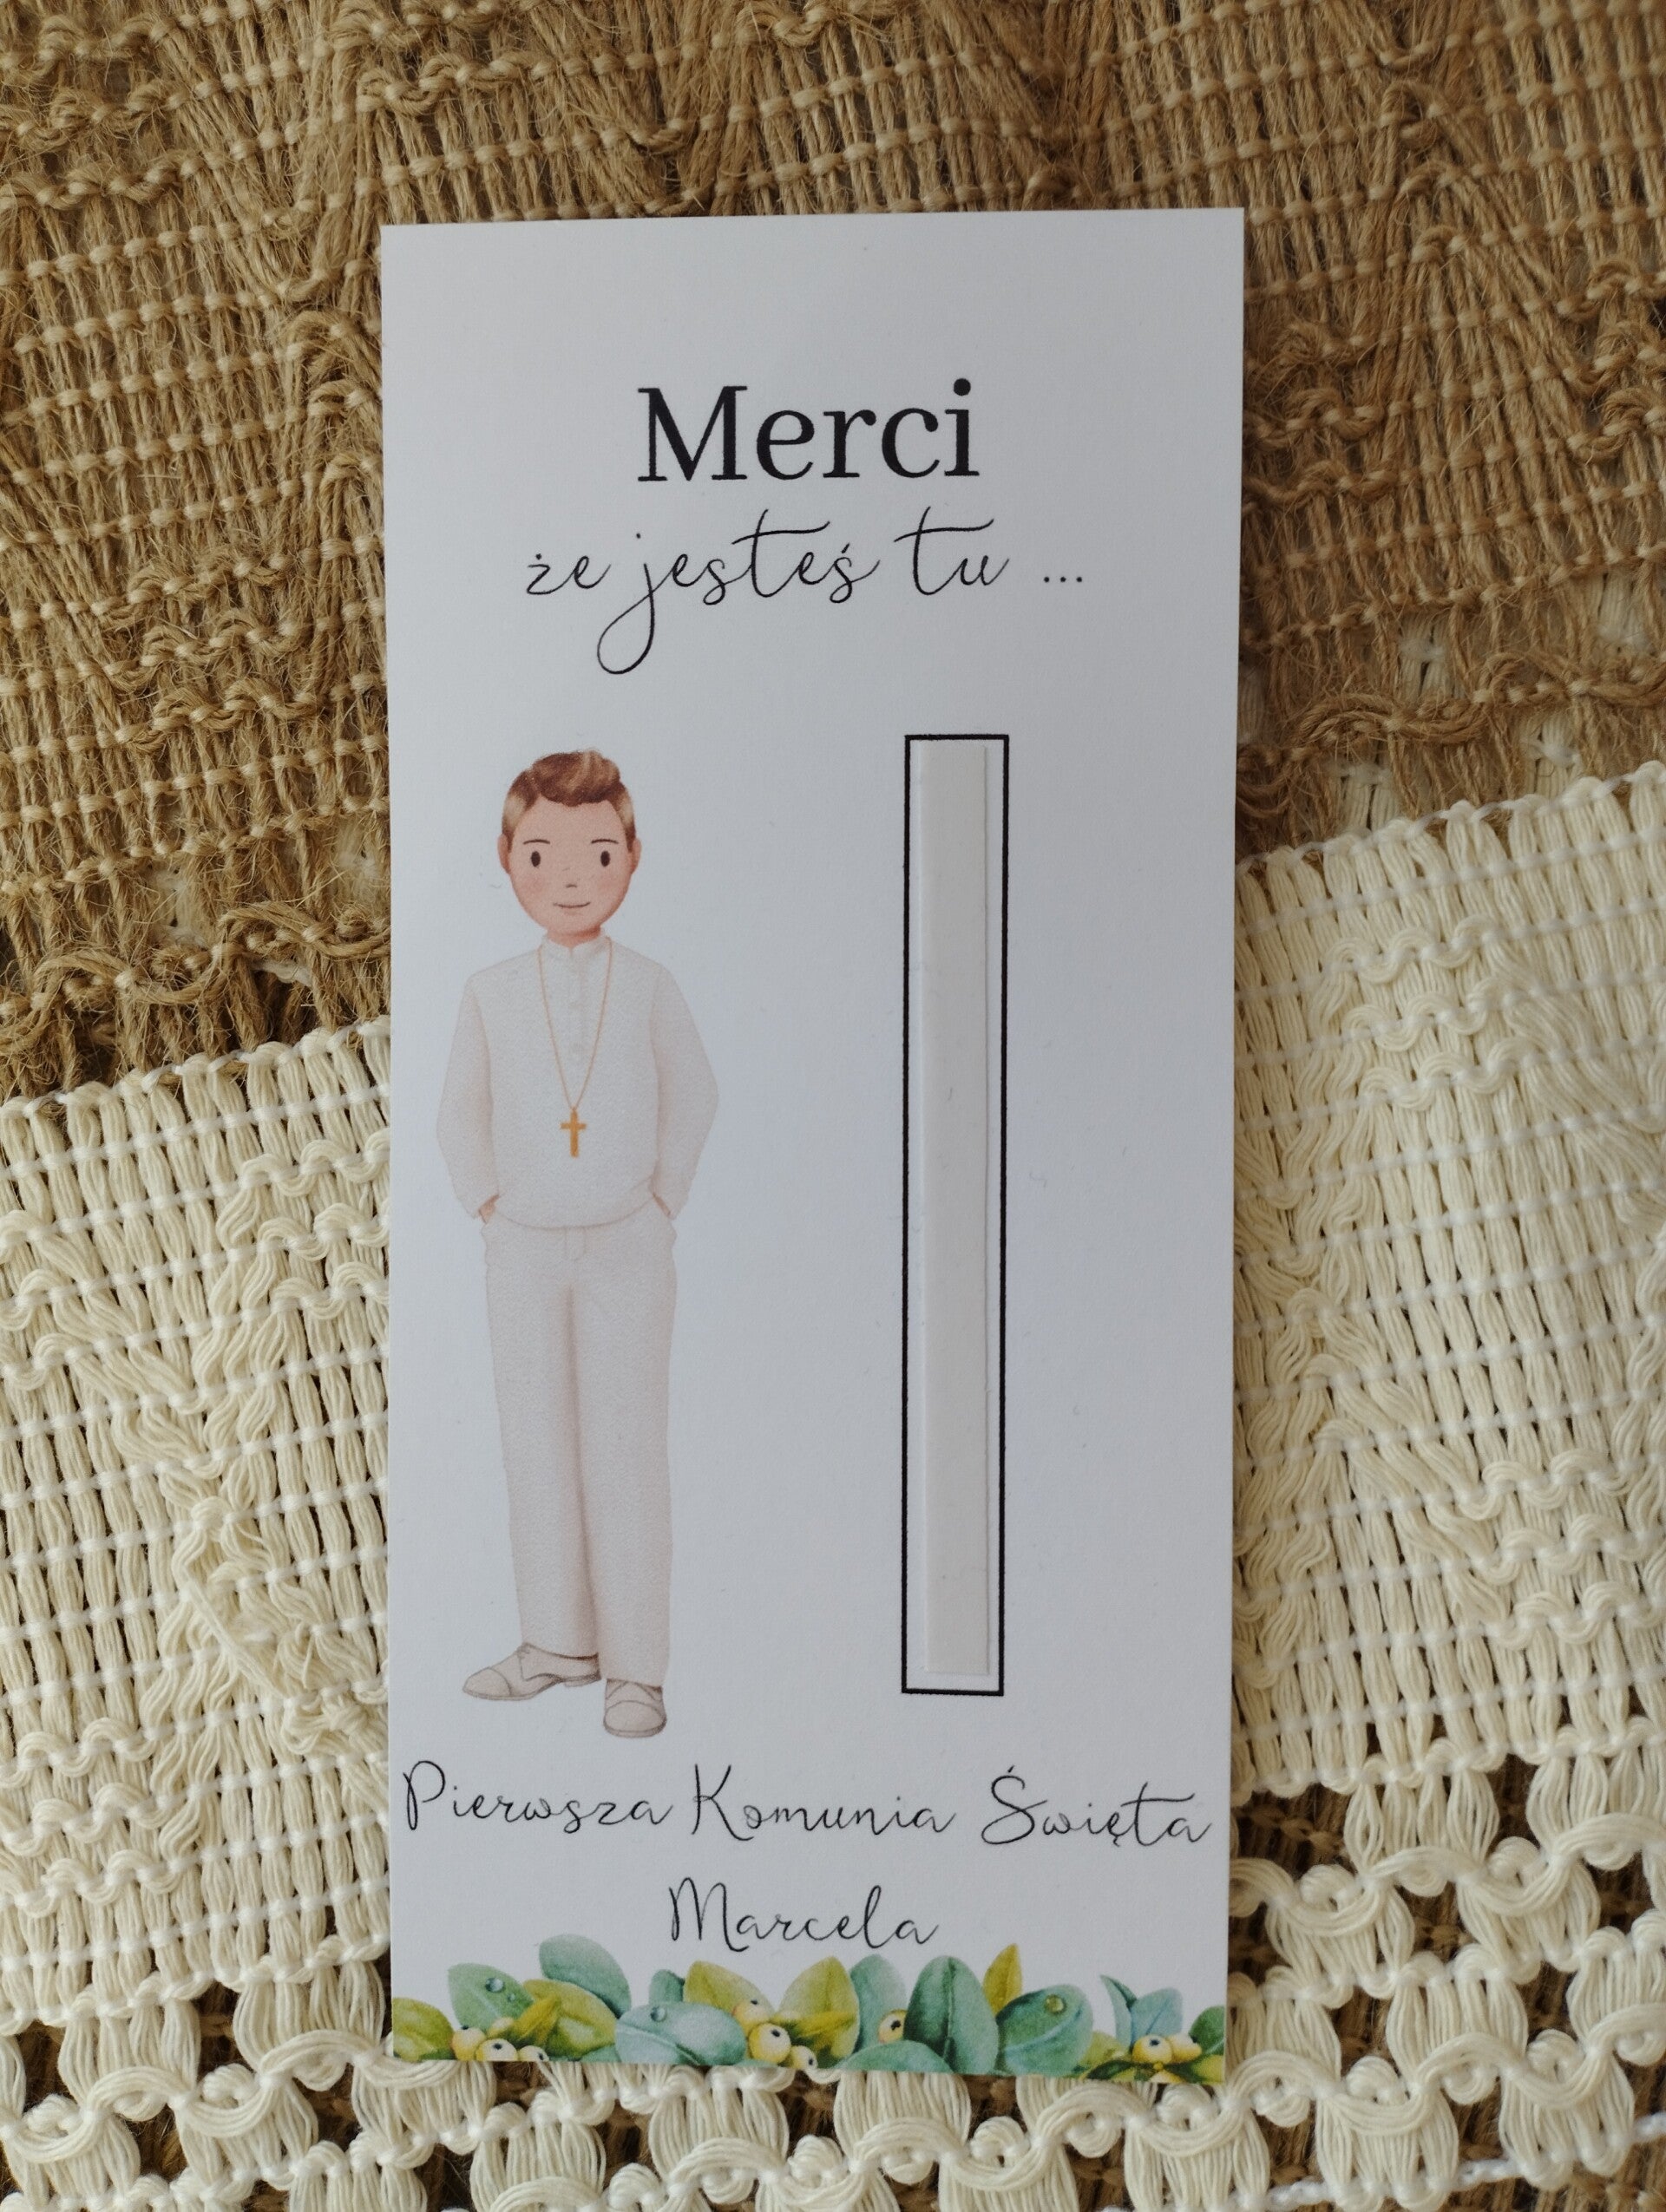 Merci
że jesteś tu ...
Pierwsza Komunia Święta
Marcela